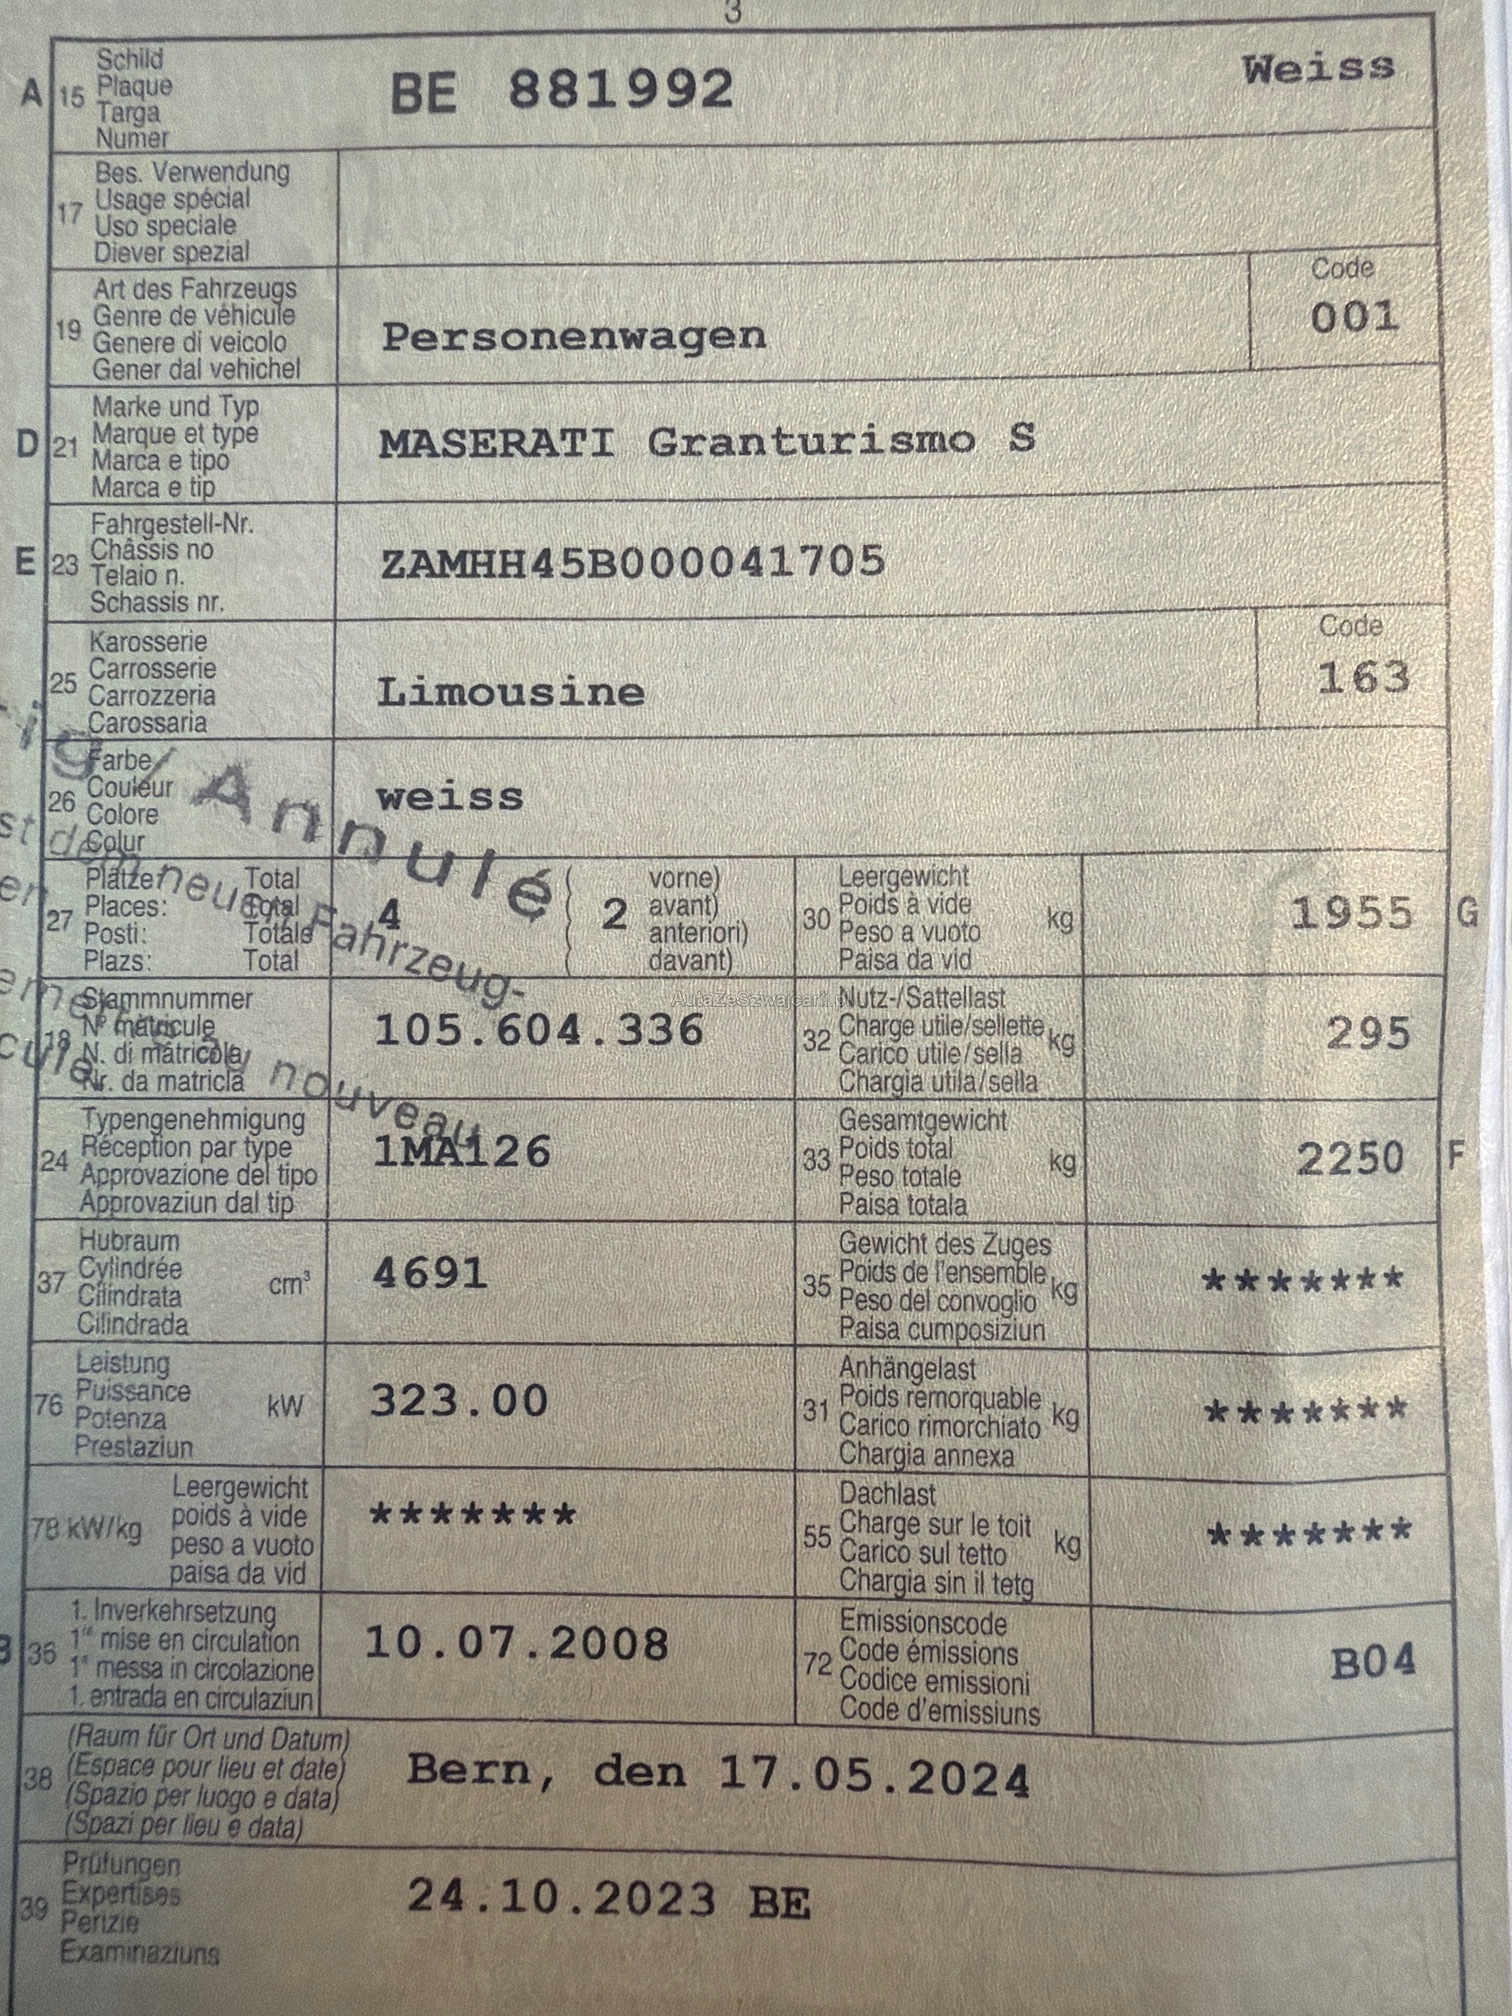 3
A 15 Schild
Plaque
Targa
Numer
BE 881992
Weiss
17 Bes. Verwendung
Usage spécial
Uso speciale
Diever spezial
19 Art des Fahrzeugs
Genre de véhicule
Genere di veicolo
Gener dal vehichel
Personenwagen
Code
001
D 21 Marke und Typ
Marque et type
Marca e tipo
Marca e tip
MASERATI Granturismo S
E 23 Fahrgestell-Nr.
Châssis no
Telaio n.
Schassis nr.
ZAMHH45B000041705
25 Karosserie
Carrosserie
Carrozzeria
Carossaria
Limousine
Code
163
26 Farbe
Couleur
Colore
Colur
weiss
ig / Annulé
st dem neuen Fahrzeug-
nouveau
27 Plätze: Total
Places: Total
Posti: Totale
Plazs: Total
4
2
vorne)
avant)
anteriori)
davant)
30 Leergewicht
Poids à vide
Peso a vuoto
Paisa da vid
kg
1955 G
18 Stammnummer
Nº matricule
N. di matricola
Nr. da matricla
105.604.336
AutaZeSzwajcarii.pl
32 Nutz-/Sattellast
Charge utile/sellette
Carico utile/sella
Chargia utila/sella
kg
295
24 Typengenehmigung
Réception par type
Approvazione del tipo
Approvaziun dal tip
1MA126
33 Gesamtgewicht
Poids total
Peso totale
Paisa totala
kg
2250 F
37 Hubraum
Cylindrée
Cilindrata
Cilindrada
cm³
4691
35 Gewicht des Zuges
Poids de l'ensemble
Peso del convoglio
Paisa cumposiziun
kg
*******
76 Leistung
Puissance
Potenza
Prestaziun
kW
323.00
31 Anhängelast
Poids remorquable
Carico rimorchiato
Chargia annexa
kg
*******
78 kW/kg
Leergewicht
poids à vide
peso a vuoto
paisa da vid
*******
55 Dachlast
Charge sur le toit
Carico sul tetto
Chargia sin il tetg
kg
*******
B 36 1. Inverkehrsetzung
1re mise en circulation
1a messa in circolazione
1. entrada en circulaziun
10.07.2008
72 Emissionscode
Code émissions
Codice emissioni
Code d'emissiuns
B04
38 (Raum für Ort und Datum)
(Espace pour lieu et date)
(Spazio per luogo e data)
(Spazi per lieu e data)
Bern, den 17.05.2024
39 Prüfungen
Expertises
Perizie
Examinaziuns
24.10.2023 BE